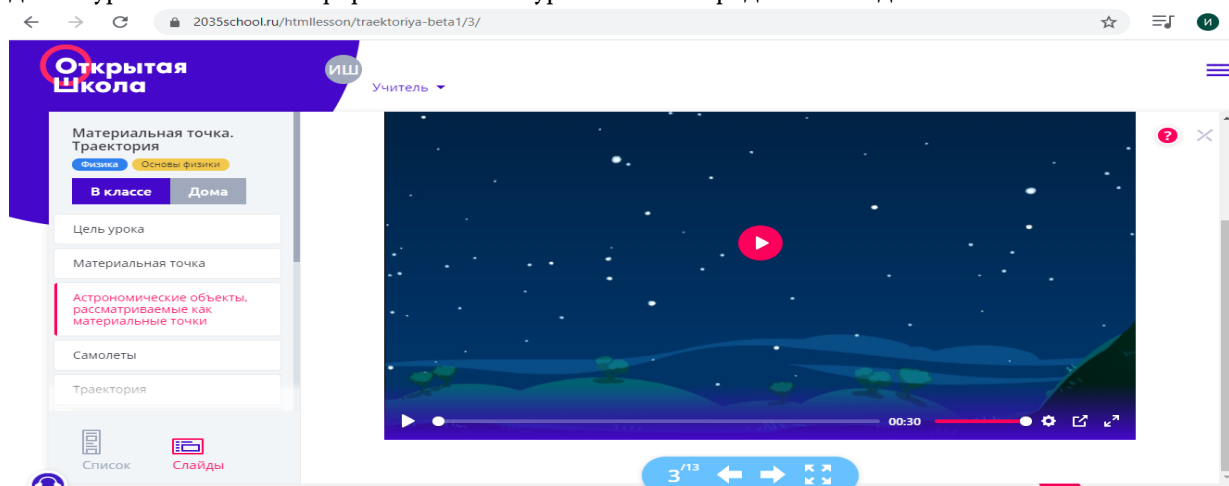 2035school.ru/htmllesson/traektoriya-beta1/3/
И
Открытая
Школа
ИШ
Учитель
Материальная точка.
Траектория
Физика Основы физики
В классе Дома
Цель урока
Материальная точка
Астрономические объекты,
рассматриваемые как
материальные точки
Самолеты
Траектория
Список Слайды
00:30
?
3/13